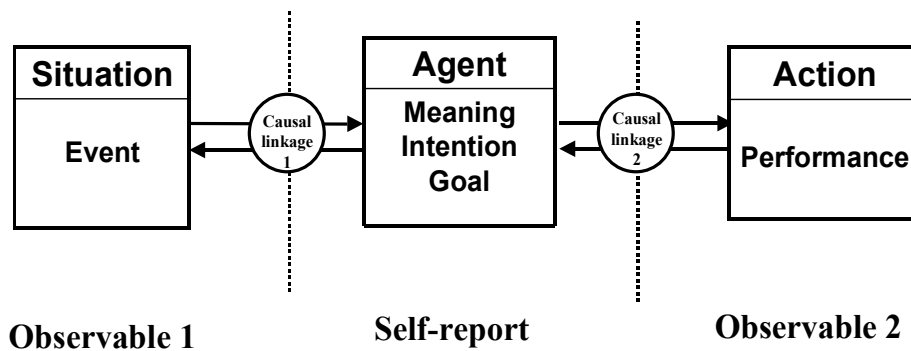 Situation
Event
Causal
linkage
1
Agent
Meaning
Intention
Goal
Causal
linkage
2
Action
Performance
Observable 1
Self-report
Observable 2